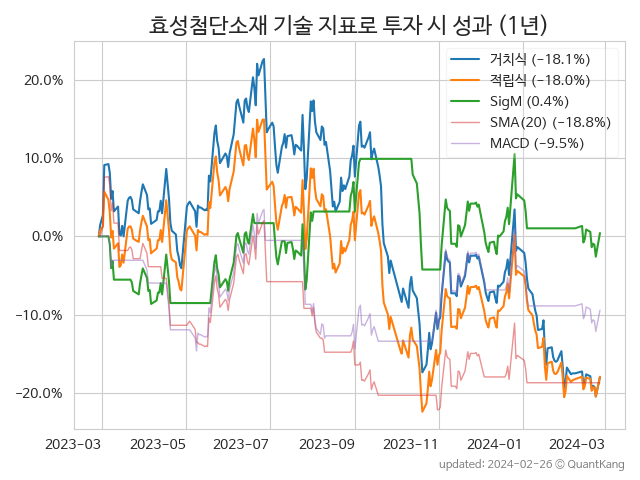 효성첨단소재 기술 지표로 투자 시 성과 (1년)
거치식 (−18.1%)
적립식 (−18.0%)
SigM (0.4%)
SMA(20) (−18.8%)
MACD (−9.5%)
20.0%
10.0%
0.0%
−10.0%
−20.0%
2023−03 2023−05 2023−07 2023−09 2023−11 2024−01 2024−03
updated: 2024−02−26 © QuantKang